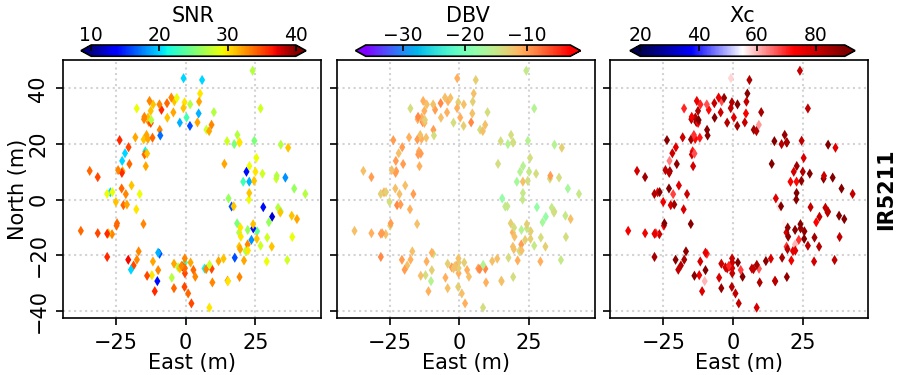 SNR DBV Xc
10 20 30 40 −30 −20 −10 20 40 60 80
40
20
0
−20
−40
North (m)
−25 0 25 −25 0 25 −25 0 25
East (m) East (m) East (m)
IR5211